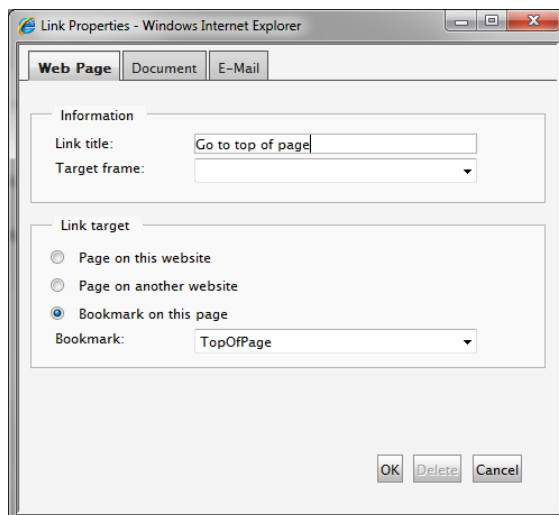 Link Properties - Windows Internet Explorer
Web Page Document E-Mail
Information
Link title: Go to top of page
Target frame:
Link target
Page on this website
Page on another website
Bookmark on this page
Bookmark: TopOfPage
OK Delete Cancel